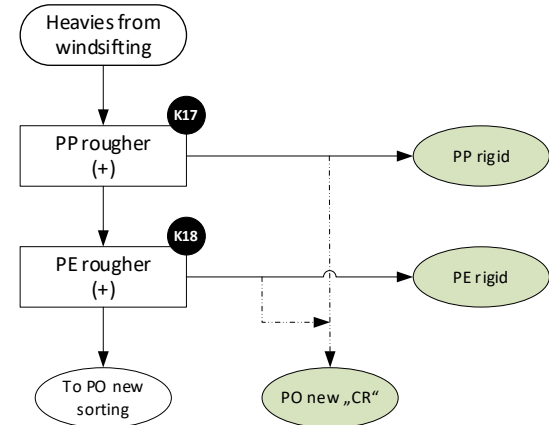 Heavies from
windsifting
K17
PP rougher
(+)
PP rigid
K18
PE rougher
(+)
PE rigid
To PO new
sorting
PO new „CR“